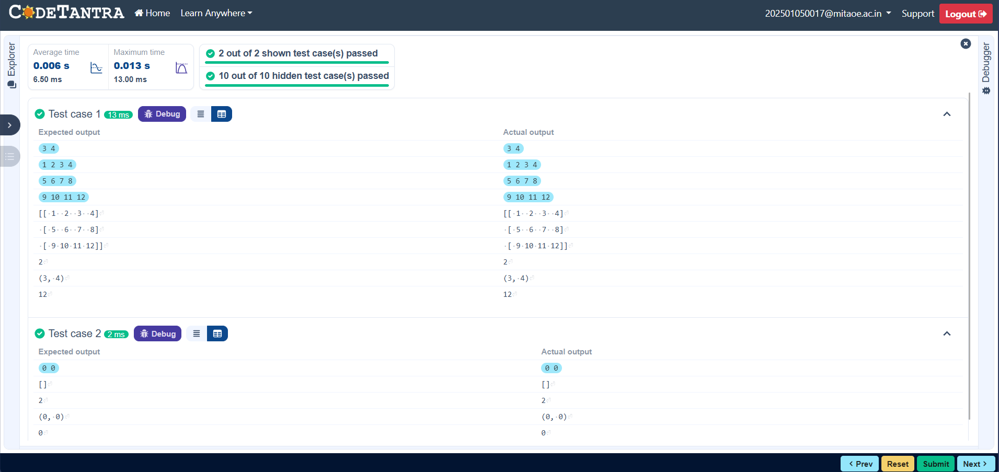 CODETANTRA Home Learn Anywhere 202501050017@mitaoe.ac.in Support Logout
Explorer
Debugger
Average time
0.006 s
6.50 ms
Maximum time
0.013 s
13.00 ms
2 out of 2 shown test case(s) passed
10 out of 10 hidden test case(s) passed
Test case 1 13 ms Debug
Expected output Actual output
3 4 3 4
1 2 3 4 1 2 3 4
5 6 7 8 5 6 7 8
9 10 11 12 9 10 11 12
[[·1··2··3··4] [[·1··2··3··4]
·[·5··6··7··8] ·[·5··6··7··8]
·[·9·10·11·12]] ·[·9·10·11·12]]
2 2
(3,·4) (3,·4)
12 12
Test case 2 2 ms Debug
Expected output Actual output
0 0 0 0
[] []
2 2
(0,·0) (0,·0)
0 0
Prev Reset Submit Next